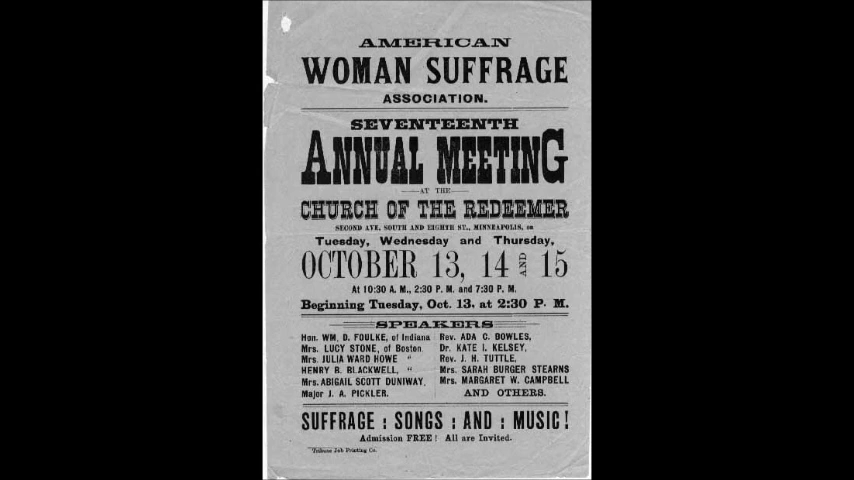 AMERICAN
WOMAN SUFFRAGE
ASSOCIATION.
SEVENTEENTH
ANNUAL MEETING
AT THE
CHURCH OF THE REDEEMER
SECOND AVE. SOUTH AND EIGHTH ST., MINNEAPOLIS, on
Tuesday, Wednesday and Thursday,
OCTOBER 13, 14 AND 15
At 10:30 A. M., 2:30 P. M. and 7:30 P. M.
Beginning Tuesday, Oct. 13, at 2:30 P. M.
SPEAKERS
Hon. WM. D. FOULKE, of Indiana
Mrs. LUCY STONE, of Boston
Mrs. JULIA WARD HOWE "
HENRY B. BLACKWELL, "
Mrs. ABIGAIL SCOTT DUNIWAY,
Major J. A. PICKLER.
Rev. ADA C. BOWLES,
Dr. KATE I. KELSEY,
Rev. J. H. TUTTLE,
Mrs. SARAH BURGER STEARNS
Mrs. MARGARET W. CAMPBELL
AND OTHERS.
SUFFRAGE : SONGS : AND : MUSIC!
Admission FREE! All are Invited.
Tribune Job Printing Co.